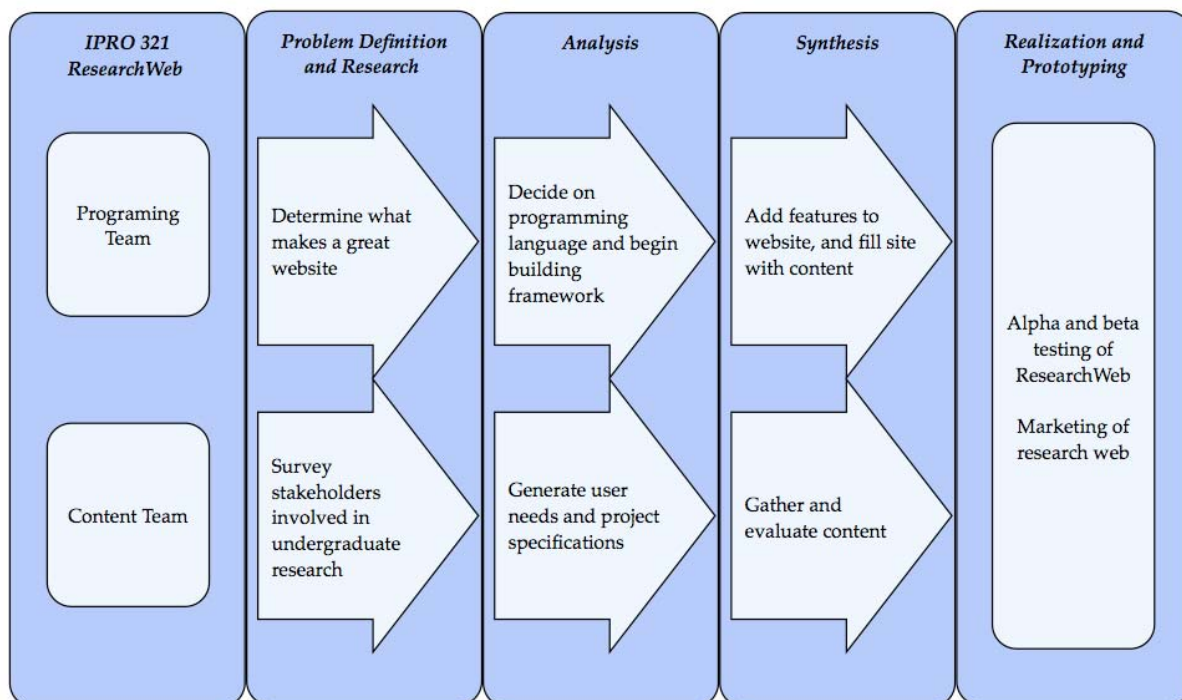 IPRO 321
ResearchWeb
Problem Definition
and Research
Analysis
Synthesis
Realization and
Prototyping
Programing
Team
Determine what
makes a great
website
Decide on
programming
language and begin
building
framework
Add features to
website, and fill site
with content
Content Team
Survey
stakeholders
involved in
undergraduate
research
Generate user
needs and project
specifications
Gather and
evaluate content
Alpha and beta
testing of
ResearchWeb
Marketing of
research web